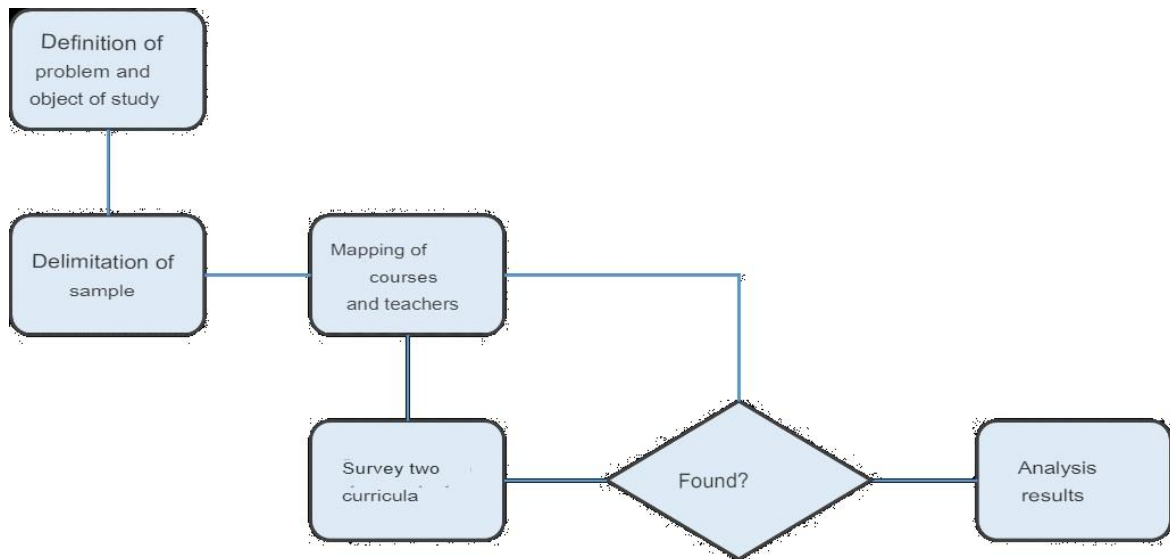 Definition of
problem and
object of study
Delimitation of
sample
Mapping of
courses
and teachers
Survey two
curricula
Found?
Analysis
results